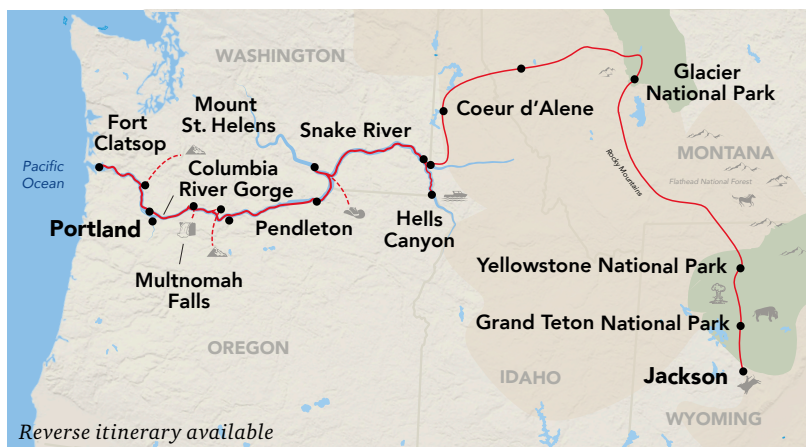 WASHINGTON
Mount
St. Helens
Glacier
National Park
Coeur d'Alene
Fort
Clatsop
Snake River
MONTANA
Rocky Mountains
Pacific
Ocean
Columbia
River Gorge
Flathead National Forest
Portland
Pendleton
Hells
Canyon
Multnomah
Falls
Yellowstone National Park
Grand Teton National Park
OREGON
IDAHO
Jackson
WYOMING
Reverse itinerary available